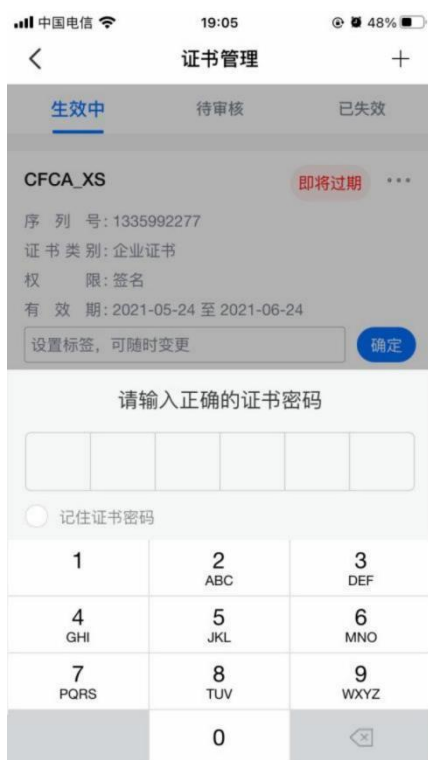 中国电信 19:05 48%
证书管理
生效中 待审核 已失效
CFCA_XS 即将过期
序列号:1335992277
证书类别:企业证书
权限:签名
有效期:2021-05-24 至 2021-06-24
设置标签，可随时变更 确定
请输入正确的证书密码
记住证书密码
1 2 3
ABC DEF
4 5 6
GHI JKL MNO
7 8 9
PQRS TUV WXYZ
0